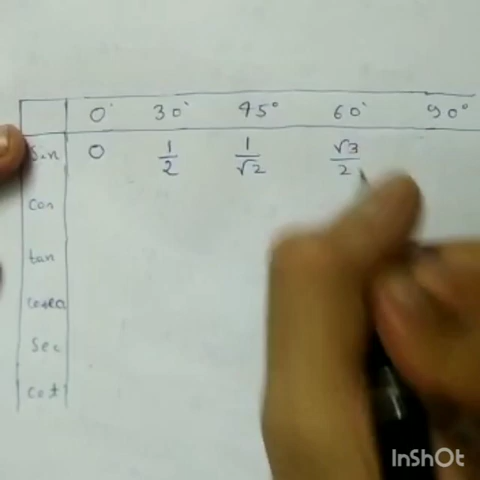 0° 30° 45° 60° 90°
Sin 0 1/2 1/√2 √3/2
Cos
tan
Cosec
Sec
Cot
InShOt